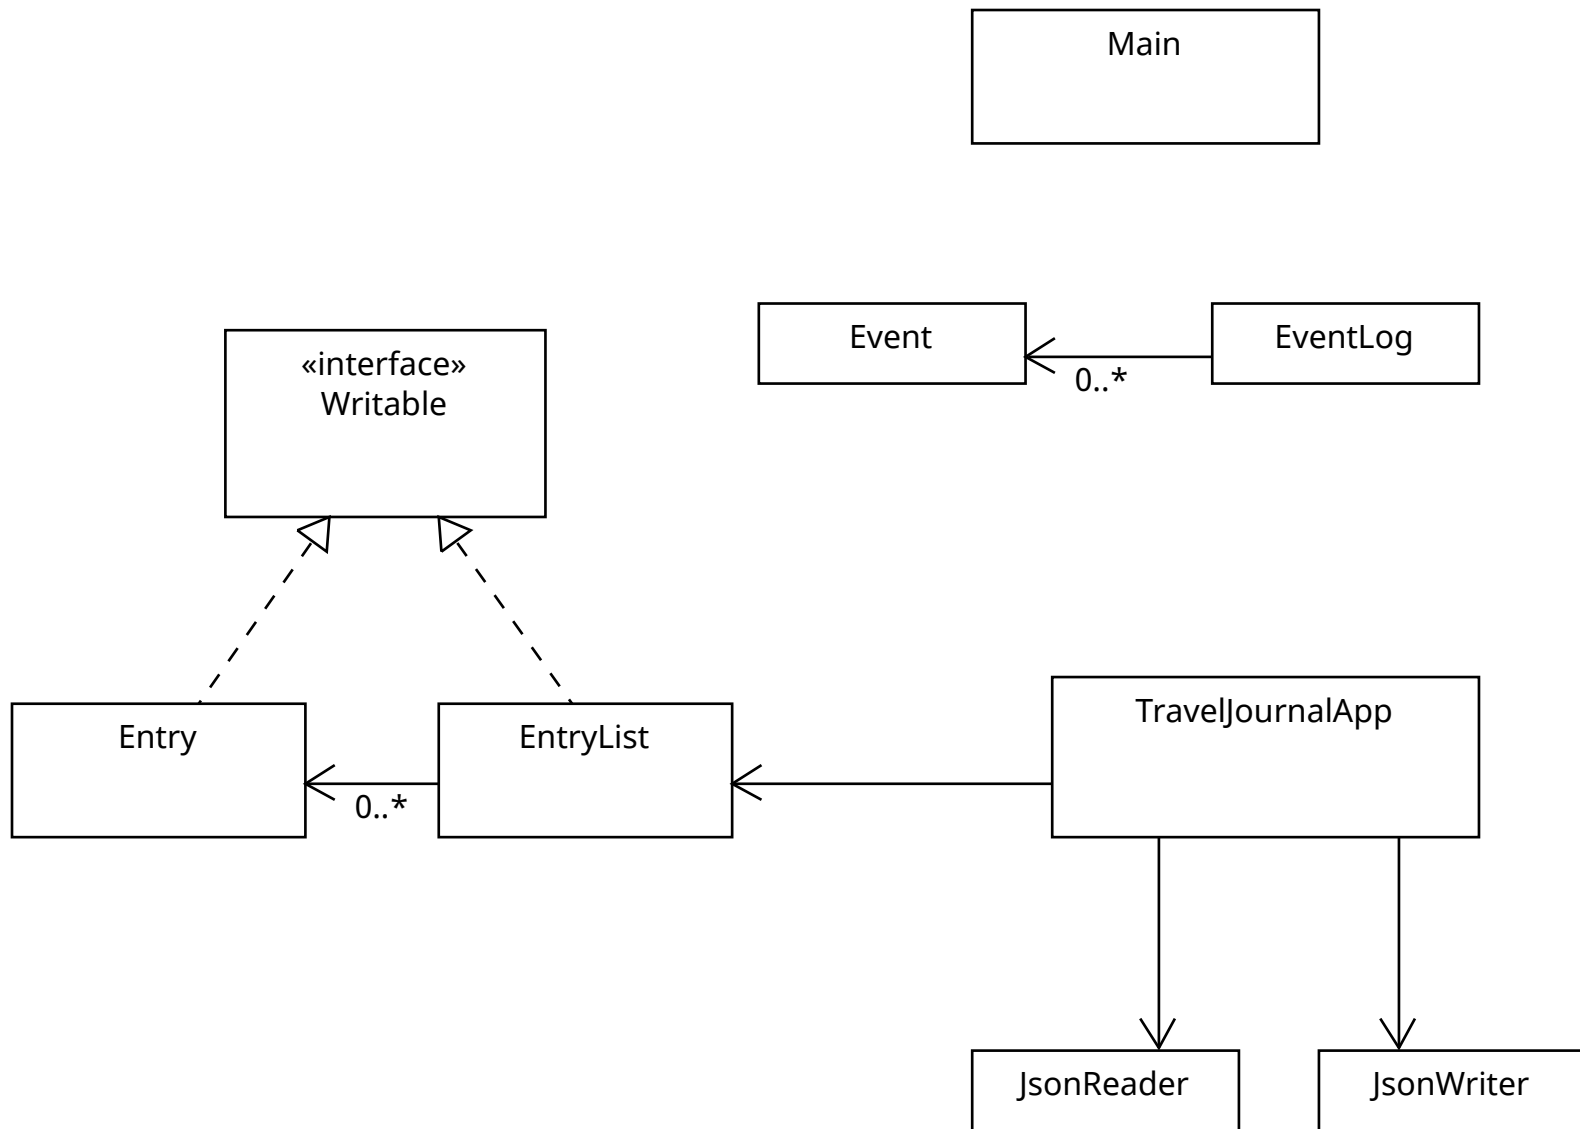 Main
Event
EventLog
0..*
«interface»
Writable
Entry
EntryList
TravelJournalApp
0..*
JsonReader
JsonWriter